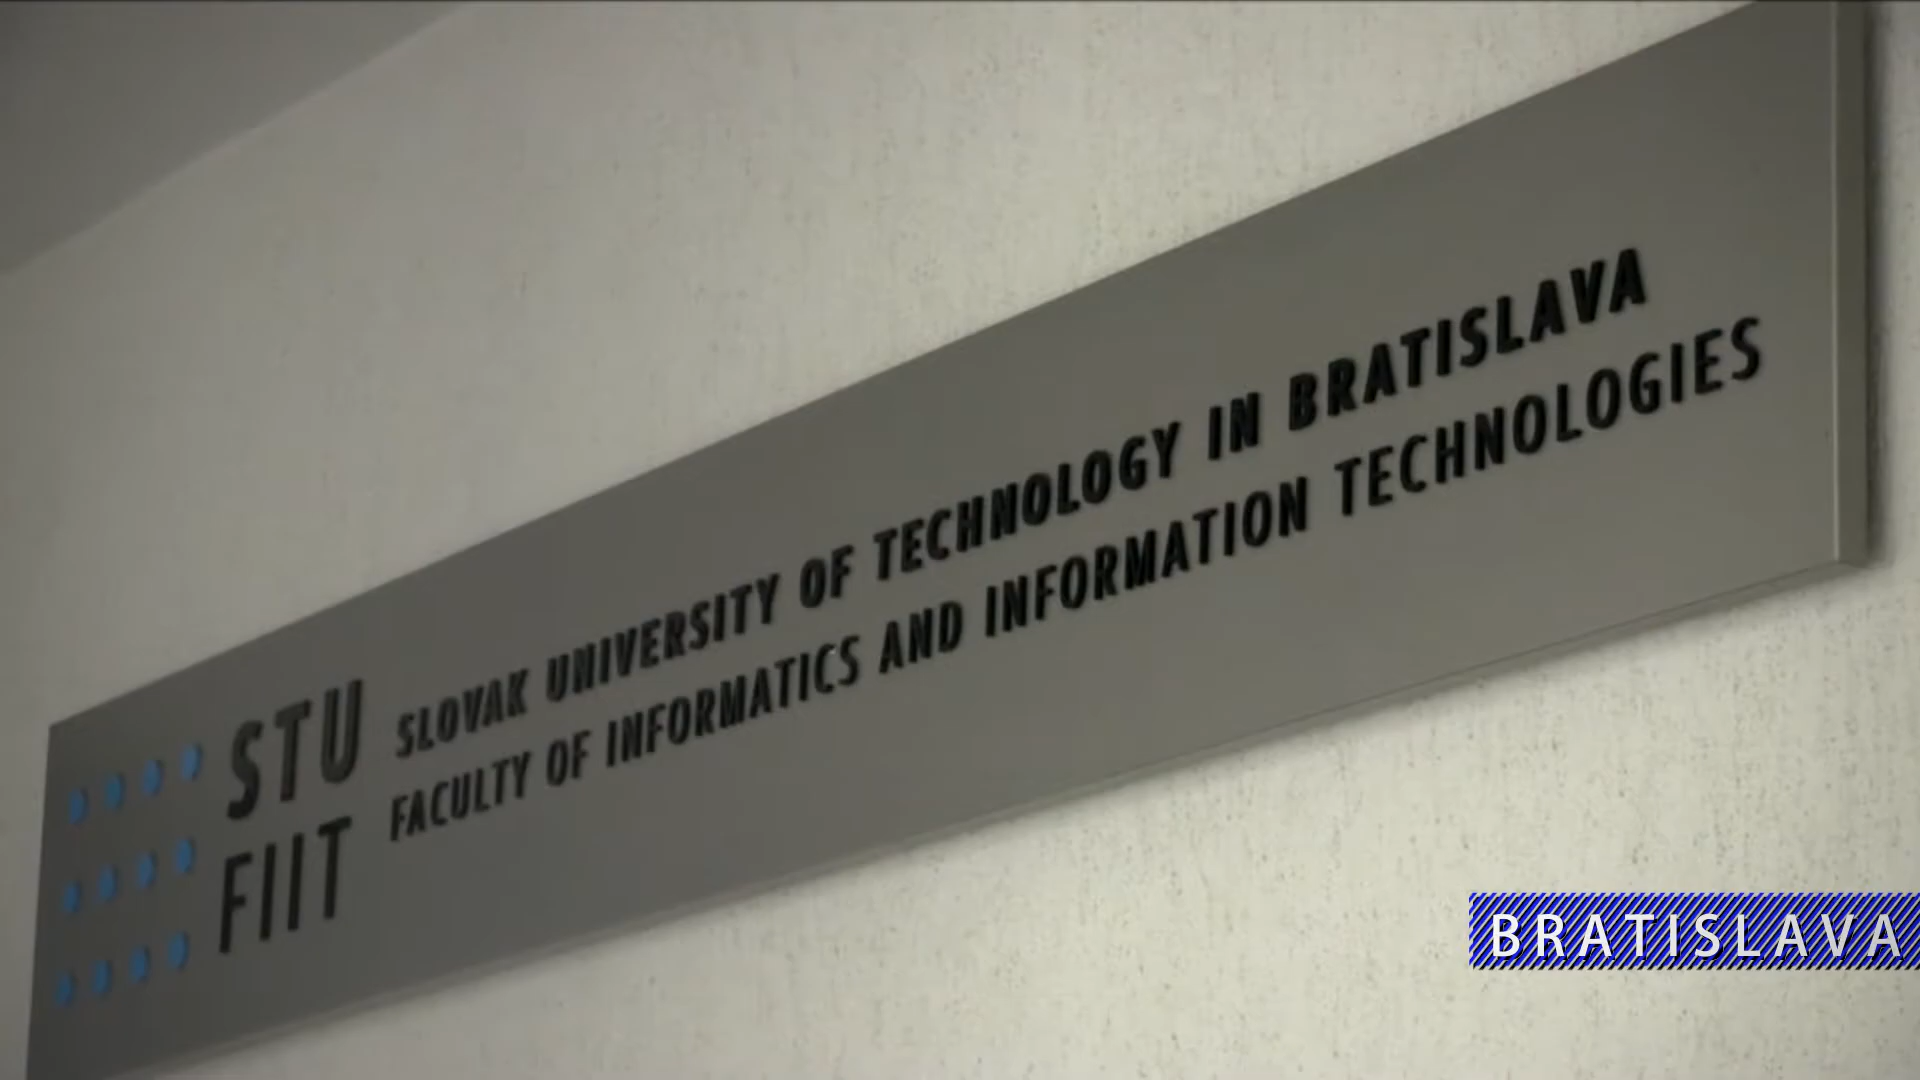 STU SLOVAK UNIVERSITY OF TECHNOLOGY IN BRATISLAVA
FIIT FACULTY OF INFORMATICS AND INFORMATION TECHNOLOGIES
BRATISLAVA